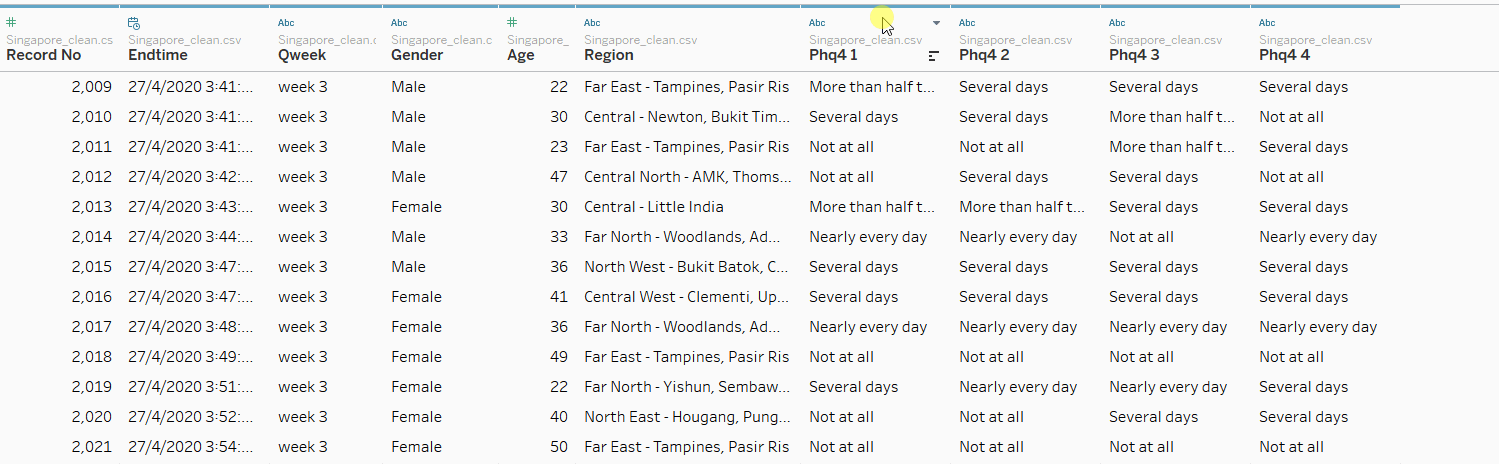 # Abc Abc # Abc Abc Abc Abc Abc
Singapore_clean.cs Singapore_clean.csv Singapore_clean.( Singapore_clean.c Singapore_ Singapore_clean.csv Singapore_clean.csv Singapore_clean.csv Singapore_clean.csv Singapore_clean.csv
Record No Endtime Qweek Gender Age Region Phq4 1 Phq4 2 Phq4 3 Phq4 4
2,009 27/4/2020 3:41:... week 3 Male 22 Far East - Tampines, Pasir Ris More than half t... Several days Several days Several days
2,010 27/4/2020 3:41:... week 3 Male 30 Central - Newton, Bukit Tim... Several days Several days More than half t... Not at all
2,011 27/4/2020 3:41:... week 3 Male 23 Far East - Tampines, Pasir Ris Not at all Not at all More than half t... Several days
2,012 27/4/2020 3:42:... week 3 Male 47 Central North - AMK, Thoms... Not at all Several days Several days Not at all
2,013 27/4/2020 3:43:... week 3 Female 30 Central - Little India More than half t... More than half t... Several days Several days
2,014 27/4/2020 3:44:... week 3 Male 33 Far North - Woodlands, Ad... Nearly every day Nearly every day Not at all Nearly every day
2,015 27/4/2020 3:47:... week 3 Male 36 North West - Bukit Batok, C... Several days Several days Several days Several days
2,016 27/4/2020 3:47:... week 3 Female 41 Central West - Clementi, Up... Several days Several days Several days Several days
2,017 27/4/2020 3:48:... week 3 Female 36 Far North - Woodlands, Ad... Nearly every day Nearly every day Nearly every day Nearly every day
2,018 27/4/2020 3:49:... week 3 Female 49 Far East - Tampines, Pasir Ris Not at all Not at all Not at all Not at all
2,019 27/4/2020 3:51:... week 3 Female 22 Far North - Yishun, Sembaw... Several days Nearly every day Nearly every day Several days
2,020 27/4/2020 3:52:... week 3 Female 40 North East - Hougang, Pung... Not at all Not at all Several days Several days
2,021 27/4/2020 3:54:... week 3 Female 50 Far East - Tampines, Pasir Ris Not at all Not at all Not at all Not at all